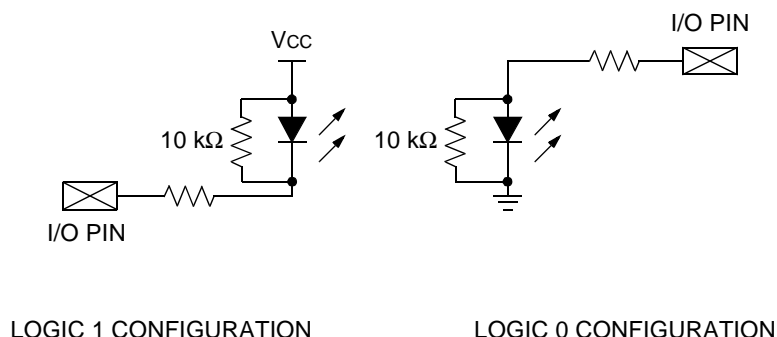 I/O PIN
VCC
10 kΩ
10 kΩ
I/O PIN
LOGIC 1 CONFIGURATION
LOGIC 0 CONFIGURATION